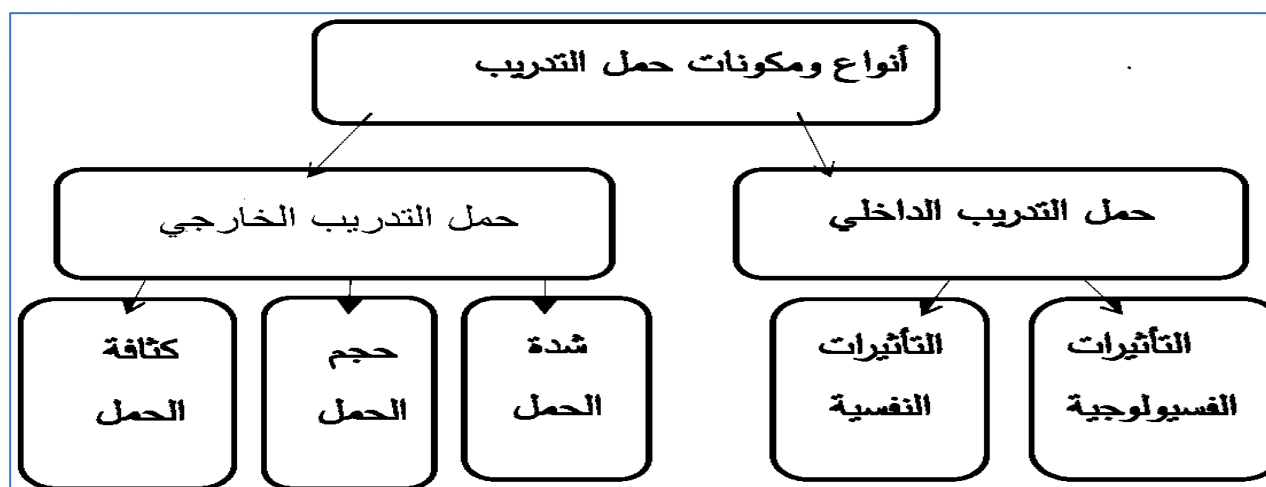 أنواع ومكونات حمل التدريب
حمل التدريب الداخلي
حمل التدريب الخارجي
التأثيرات
الفسيولوجية
التأثيرات
النفسية
شدة
الحمل
حجم
الحمل
كثافة
الحمل